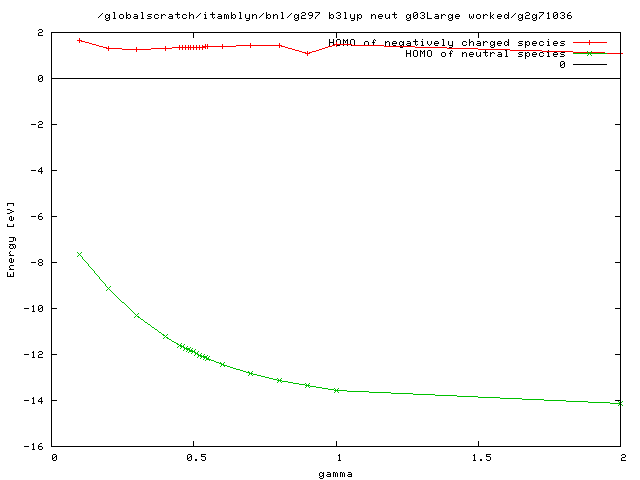 /globalscratch/itamblyn/bnl/g297 b3lyp neut g03Large worked/g2g71036
HOMO of negatively charged species
HOMO of neutral species
0
2
0
-2
-4
-6
-8
-10
-12
-14
-16
Energy [eV]
0 0.5 1 1.5 2
gamma